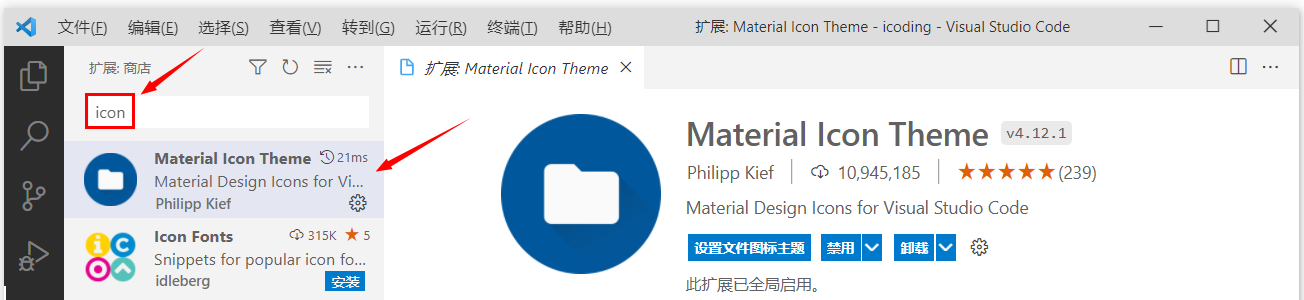 文件(F) 编辑(E) 选择(S) 查看(V) 转到(G) 运行(R) 终端(T) 帮助(H) 扩展: Material Icon Theme - icoding - Visual Studio Code
扩展: 商店
扩展: Material Icon Theme
icon
Material Icon Theme 21ms
Material Design Icons for Vi...
Philipp Kief
Icon Fonts 315K 5
Snippets for popular icon fo...
idleberg 安装
Material Icon Theme v4.12.1
Philipp Kief 10,945,185 (239)
Material Design Icons for Visual Studio Code
设置文件图标主题 禁用 卸载
此扩展已全局启用。